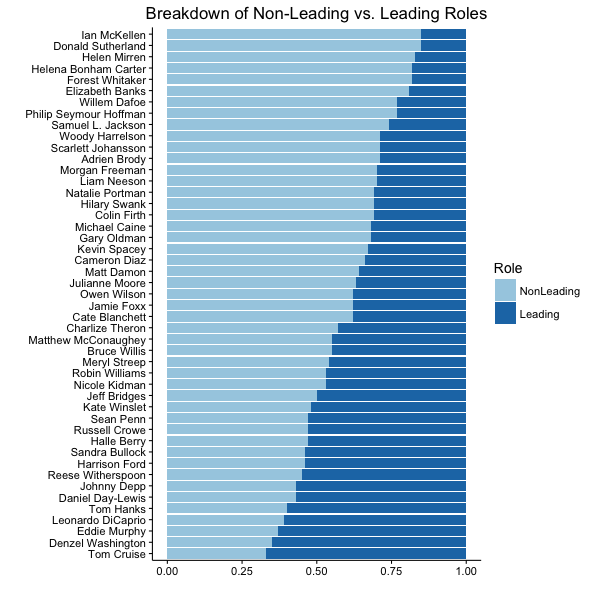 Breakdown of Non-Leading vs. Leading Roles
Ian McKellen
Donald Sutherland
Helen Mirren
Helena Bonham Carter
Forest Whitaker
Elizabeth Banks
Willem Dafoe
Philip Seymour Hoffman
Samuel L. Jackson
Woody Harrelson
Scarlett Johansson
Adrien Brody
Morgan Freeman
Liam Neeson
Natalie Portman
Hilary Swank
Colin Firth
Michael Caine
Gary Oldman
Kevin Spacey
Cameron Diaz
Matt Damon
Julianne Moore
Owen Wilson
Jamie Foxx
Cate Blanchett
Charlize Theron
Matthew McConaughey
Bruce Willis
Meryl Streep
Robin Williams
Nicole Kidman
Jeff Bridges
Kate Winslet
Sean Penn
Russell Crowe
Halle Berry
Sandra Bullock
Harrison Ford
Reese Witherspoon
Johnny Depp
Daniel Day-Lewis
Tom Hanks
Leonardo DiCaprio
Eddie Murphy
Denzel Washington
Tom Cruise
0.00 0.25 0.50 0.75 1.00
Role
NonLeading
Leading